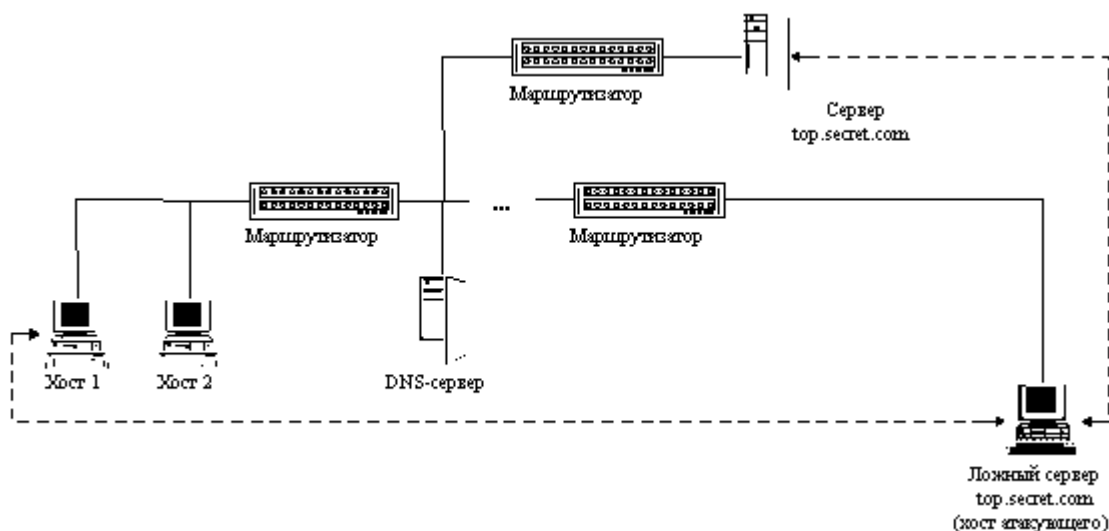 Маршрутизатор
Сервер
top.secret.com
...
Маршрутизатор
Маршрутизатор
Хост 1
Хост 2
DNS-сервер
Ложный сервер
top.secret.com
(хост атакующего)